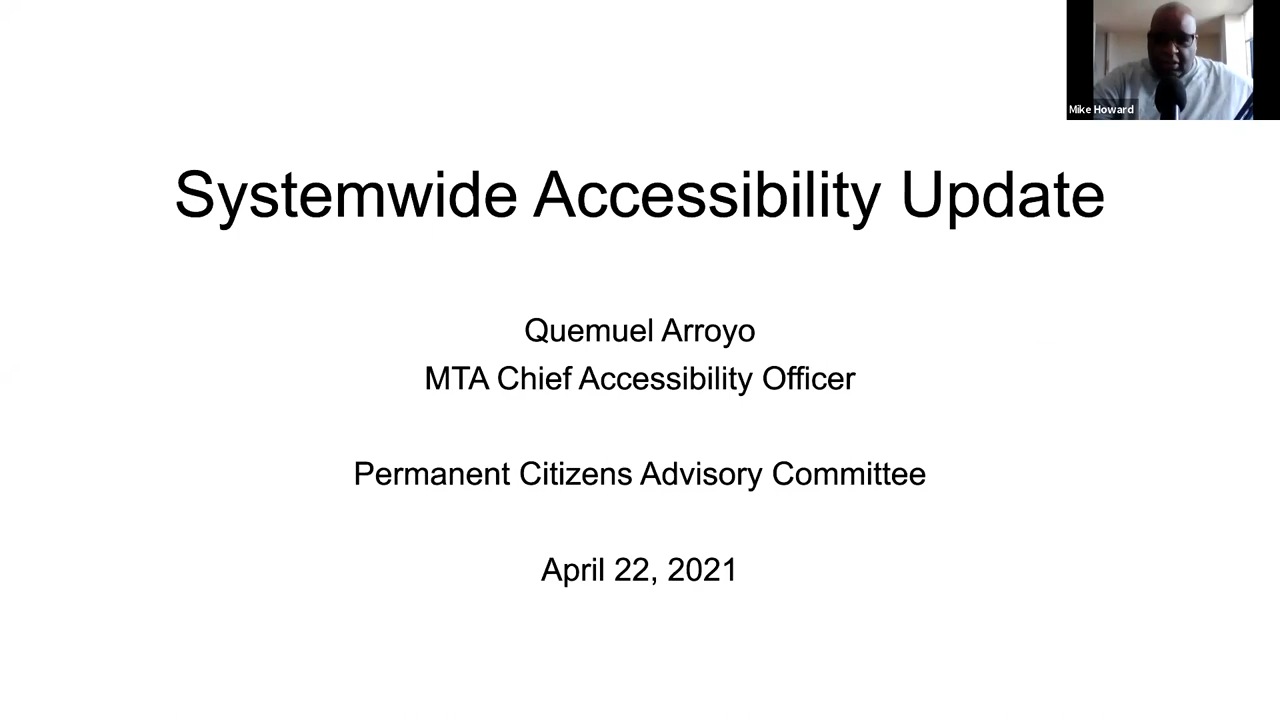 Mike Howard
Systemwide Accessibility Update
Quemuel Arroyo
MTA Chief Accessibility Officer
Permanent Citizens Advisory Committee
April 22, 2021